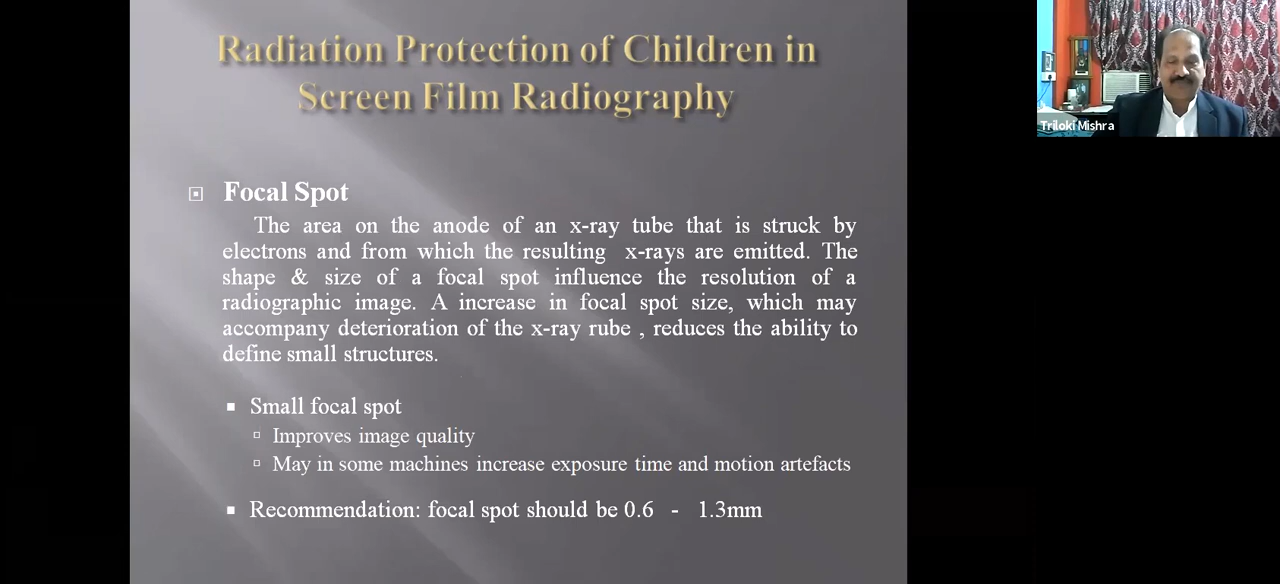 Radiation Protection of Children in
Screen Film Radiography
Focal Spot
The area on the anode of an x-ray tube that is struck by
electrons and from which the resulting x-rays are emitted. The
shape & size of a focal spot influence the resolution of a
radiographic image. A increase in focal spot size, which may
accompany deterioration of the x-ray rube , reduces the ability to
define small structures.
Small focal spot
Improves image quality
May in some machines increase exposure time and motion artefacts
Recommendation: focal spot should be 0.6 - 1.3mm
Triloki Mishra